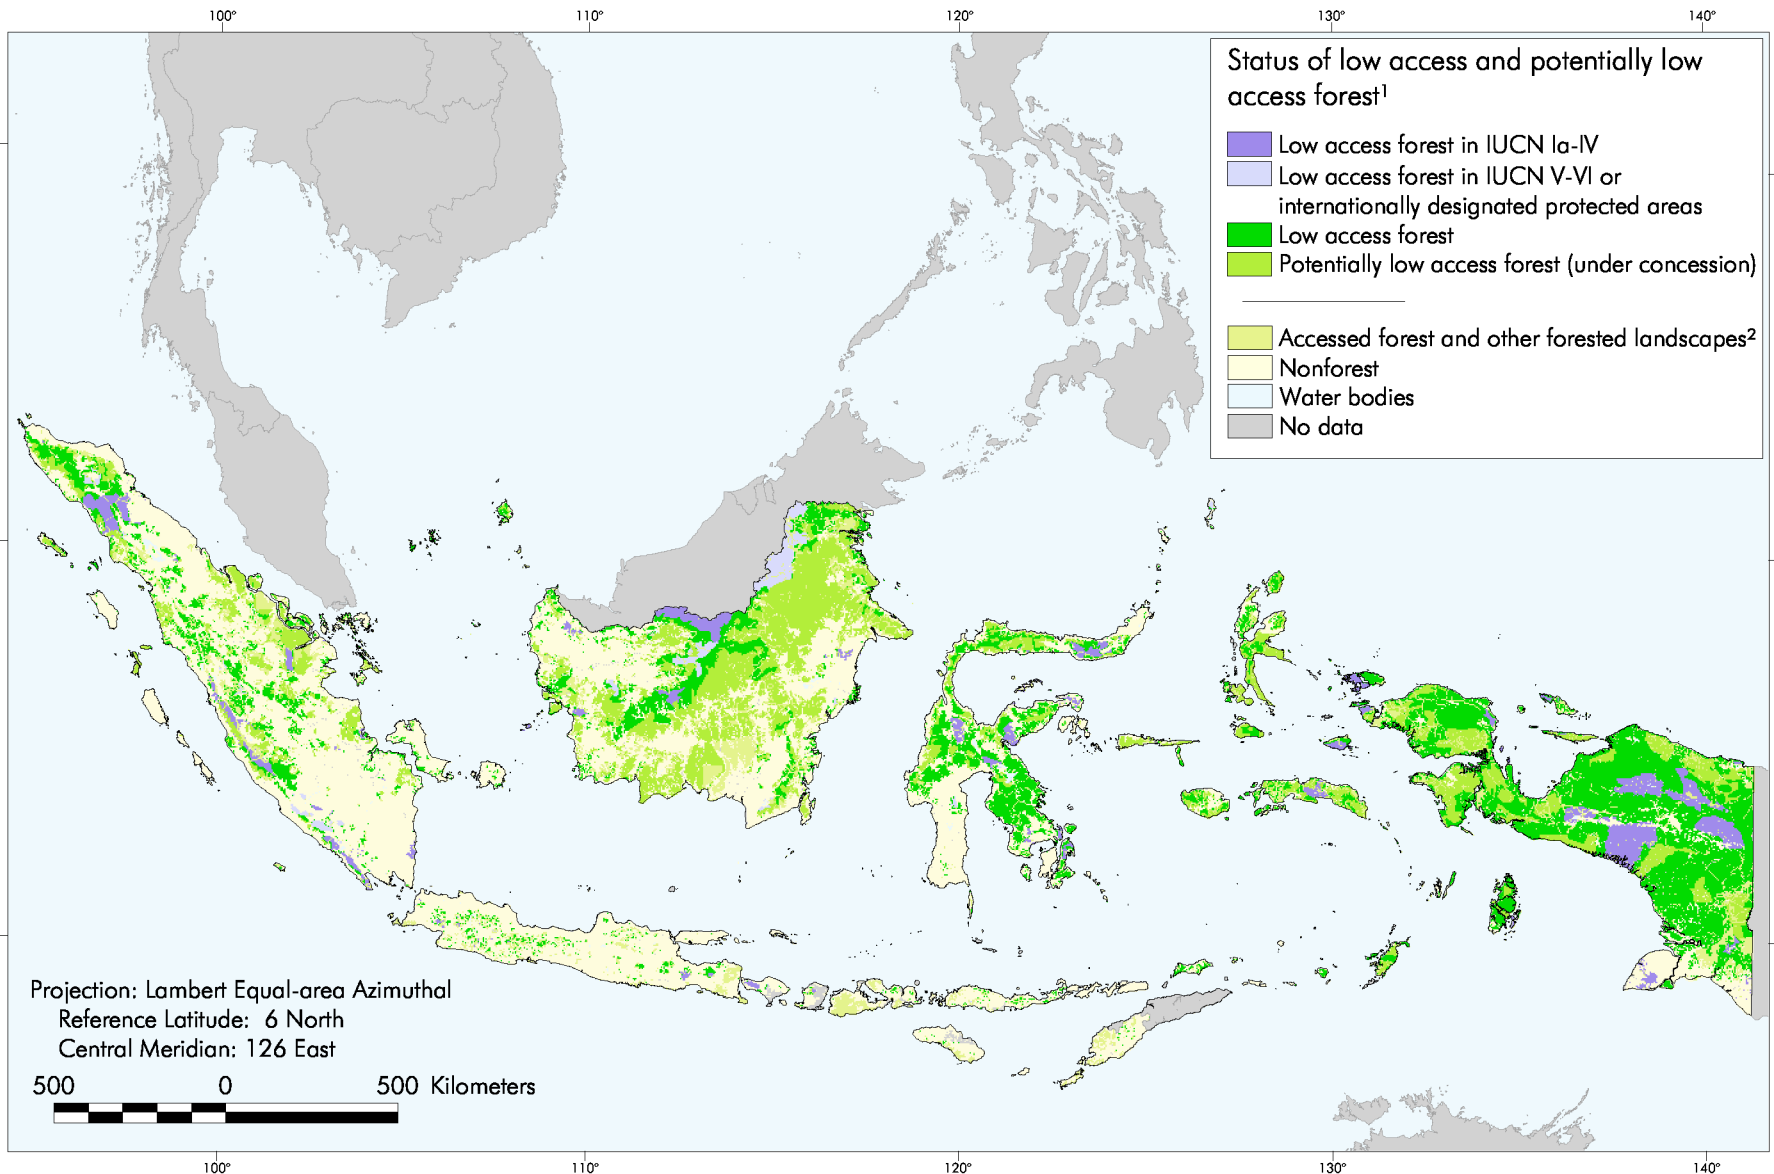 100°
110°
120°
130°
140°
Status of low access and potentially low
access forest¹
Low access forest in IUCN Ia-IV
Low access forest in IUCN V-VI or
internationally designated protected areas
Low access forest
Potentially low access forest (under concession)
Accessed forest and other forested landscapes²
Nonforest
Water bodies
No data
Projection: Lambert Equal-area Azimuthal
Reference Latitude: 6 North
Central Meridian: 126 East
500 0 500 Kilometers
100°
110°
120°
130°
140°